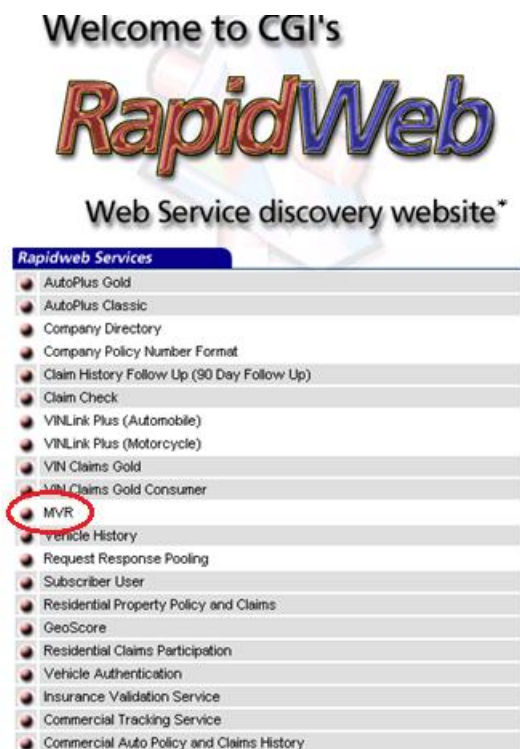 Welcome to CGI's
RapidWeb
Web Service discovery website*
Rapidweb Services
AutoPlus Gold
AutoPlus Classic
Company Directory
Company Policy Number Format
Claim History Follow Up (90 Day Follow Up)
Claim Check
VINLink Plus (Automobile)
VINLink Plus (Motorcycle)
VIN Claims Gold
VIN Claims Gold Consumer
MVR
Vehicle History
Request Response Pooling
Subscriber User
Residential Property Policy and Claims
GeoScore
Residential Claims Participation
Vehicle Authentication
Insurance Validation Service
Commercial Tracking Service
Commercial Auto Policy and Claims History